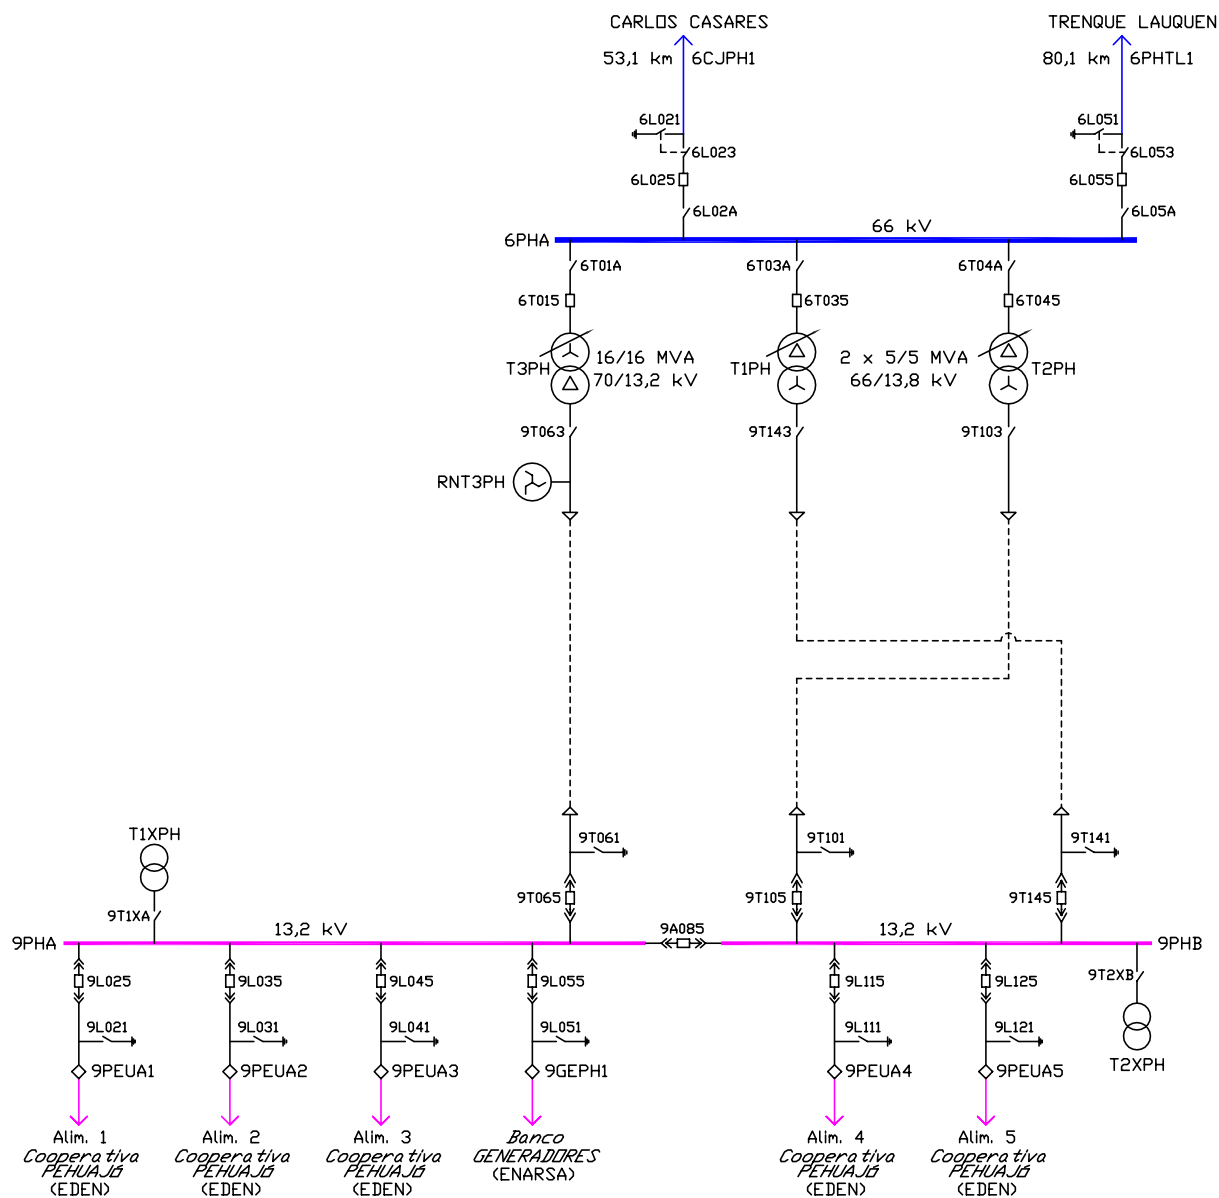 CARLOS CASARES
TRENQUE LAUQUEN
53,1 km
6CJPH1
80,1 km
6PHTL1
6L021
6L051
6L023
6L053
6L025
6L055
6L02A
6L05A
66 kV
6PHA
6T01A
6T03A
6T04A
6T015
6T035
6T045
T3PH
16/16 MVA
70/13,2 kV
T1PH
2 x 5/5 MVA
66/13,8 kV
T2PH
9T063
9T143
9T103
RNT3PH
T1XPH
9T061
9T101
9T141
9T065
9T105
9T145
9T1XA
9PHA
13,2 kV
9A085
13,2 kV
9PHB
9L025
9L035
9L045
9L055
9L115
9L125
9T2XB
9L021
9L031
9L041
9L051
9L111
9L121
T2XPH
9PEUA1
9PEUA2
9PEUA3
9GEPH1
9PEUA4
9PEUA5
Alim. 1
Cooperativa
PEHUAJÓ
(EDEN)
Alim. 2
Cooperativa
PEHUAJÓ
(EDEN)
Alim. 3
Cooperativa
PEHUAJÓ
(EDEN)
Banco
GENERADORES
(ENARSA)
Alim. 4
Cooperativa
PEHUAJÓ
(EDEN)
Alim. 5
Cooperativa
PEHUAJÓ
(EDEN)